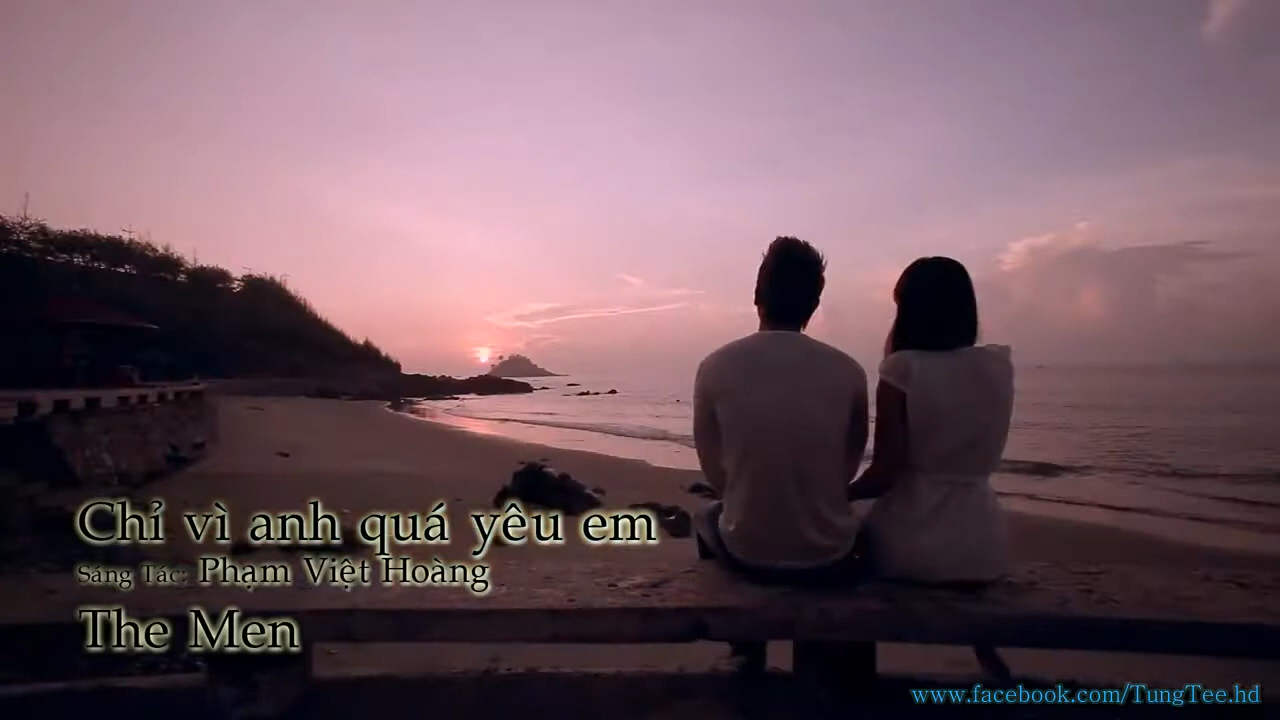 Chỉ vì anh quá yêu em
Sáng Tác: Phạm Việt Hoàng
The Men
www.facebook.com/TungTee.hd